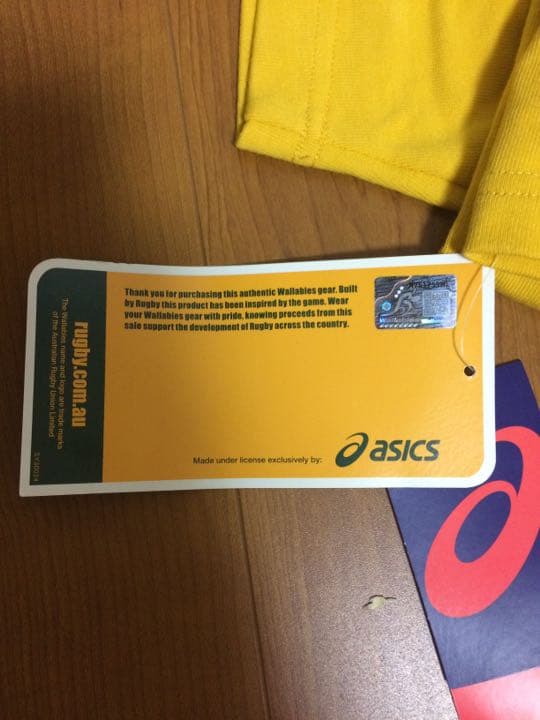 Thank you for purchasing this authentic Wallabies gear. Built
by Rugby this product has been inspired by the game. Wear
your Wallabies gear with pride, knowing proceeds from this
sale support the development of Rugby across the country.
Made under license exclusively by:
asics
rugby.com.au
The Wallabies name and logo are trade marks
of the Australian Rugby Union Limited